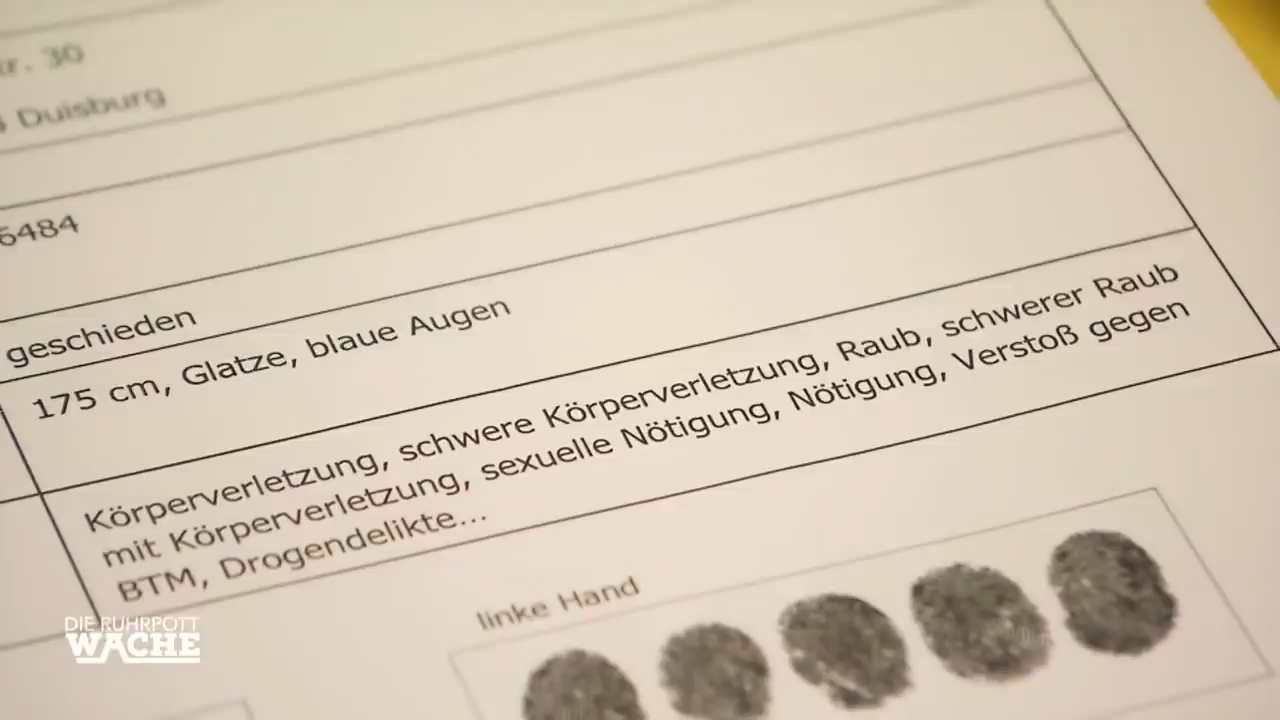 r. 30
Duisburg
6484
geschieden
175 cm, Glatze, blaue Augen
Körperverletzung, schwere Körperverletzung, Raub, schwerer Raub
mit Körperverletzung, sexuelle Nötigung, Nötigung, Verstoß gegen
BTM, Drogendelikte...
linke Hand
DIE RUHRPOTT
WACHE